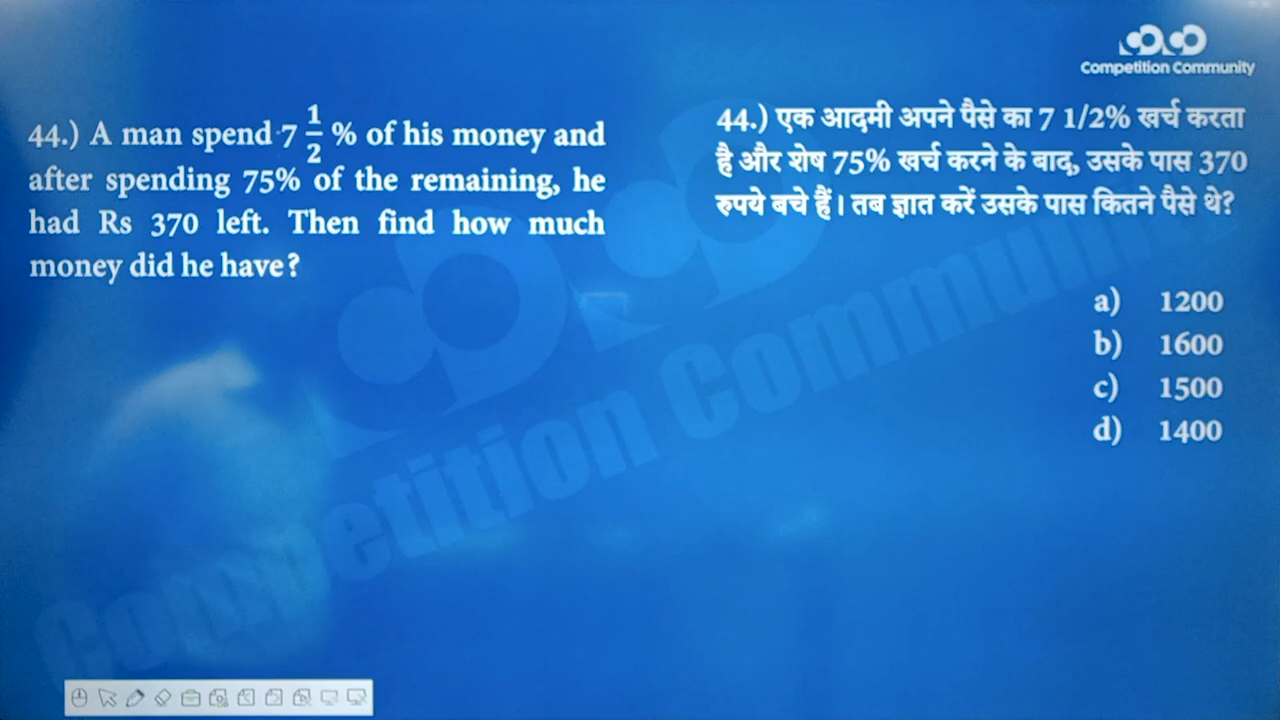 Competition Community
44.) A man spend 7 1/2 % of his money and
after spending 75% of the remaining, he
had Rs 370 left. Then find how much
money did he have?
44.) एक आदमी अपने पैसे का 7 1/2% खर्च करता
है और शेष 75% खर्च करने के बाद, उसके पास 370
रुपये बचे हैं। तब ज्ञात करें उसके पास कितने पैसे थे?
a) 1200
b) 1600
c) 1500
d) 1400
Competition Community